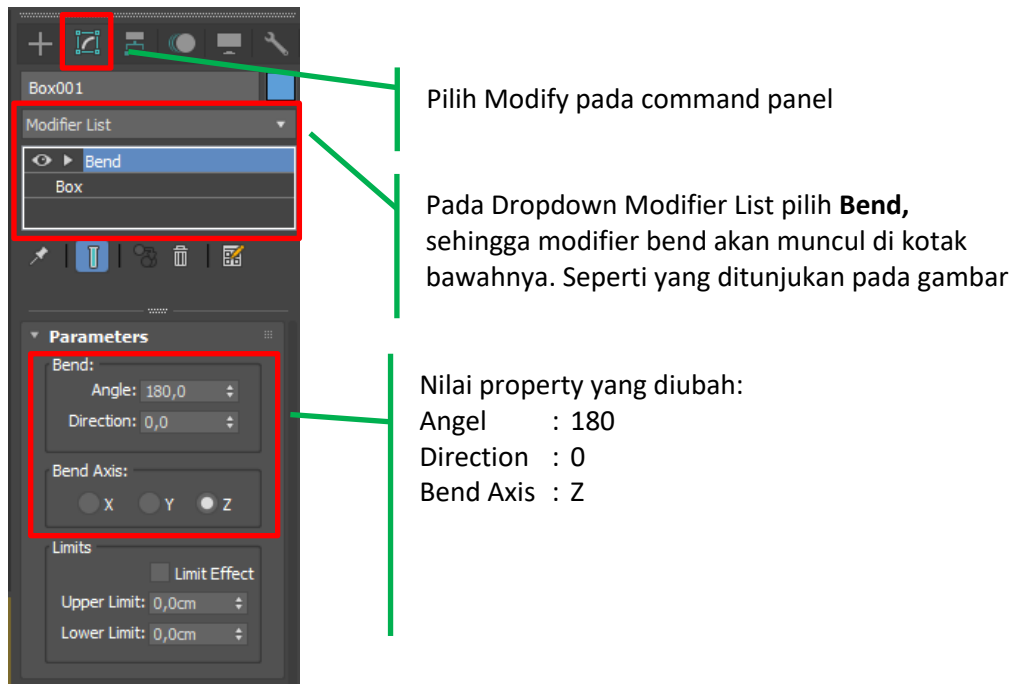 Box001
Modifier List
Bend
Box
Parameters
Bend:
Angle: 180,0
Direction: 0,0
Bend Axis:
X Y Z
Limits
Limit Effect
Upper Limit: 0,0cm
Lower Limit: 0,0cm
Pilih Modify pada command panel
Pada Dropdown Modifier List pilih Bend,
sehingga modifier bend akan muncul di kotak
bawahnya. Seperti yang ditunjukan pada gambar
Nilai property yang diubah:
Angel : 180
Direction : 0
Bend Axis : Z